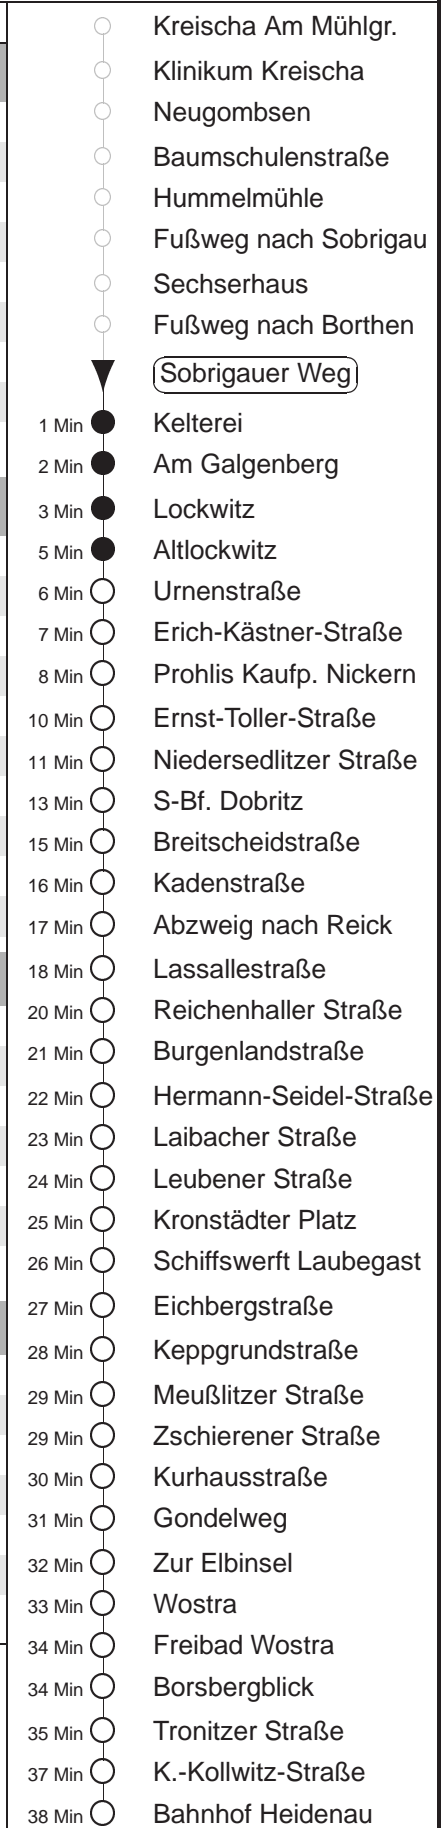 Kreischa Am Mühlgr.
Klinikum Kreischa
Neugombsen
Baumschulenstraße
Hummelmühle
Fußweg nach Sobrigau
Sechserhaus
Fußweg nach Borthen
Sobrigauer Weg
1 Min Kelterei
2 Min Am Galgenberg
3 Min Lockwitz
5 Min Altlockwitz
6 Min Urnenstraße
7 Min Erich-Kästner-Straße
8 Min Prohlis Kaufp. Nickern
10 Min Ernst-Toller-Straße
11 Min Niedersedlitzer Straße
13 Min S-Bf. Dobritz
15 Min Breitscheidstraße
16 Min Kadenstraße
17 Min Abzweig nach Reick
18 Min Lassallestraße
20 Min Reichenhaller Straße
21 Min Burgenlandstraße
22 Min Hermann-Seidel-Straße
23 Min Laibacher Straße
24 Min Leubener Straße
25 Min Kronstädter Platz
26 Min Schiffswerft Laubegast
27 Min Eichbergstraße
28 Min Keppgrundstraße
29 Min Meußlitzer Straße
29 Min Zschierener Straße
30 Min Kurhausstraße
31 Min Gondelweg
32 Min Zur Elbinsel
33 Min Wostra
34 Min Freibad Wostra
34 Min Borsbergblick
35 Min Tronitzer Straße
37 Min K.-Kollwitz-Straße
38 Min Bahnhof Heidenau